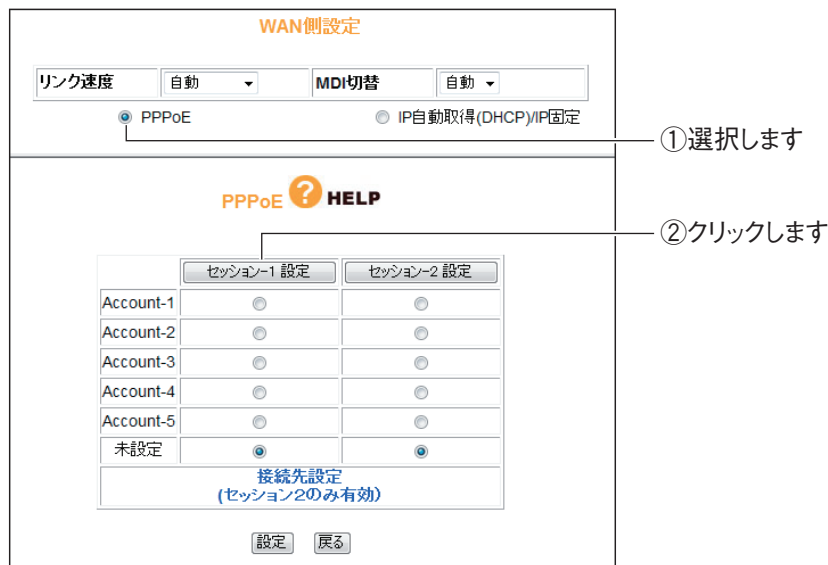 WAN側設定
リンク速度 自動 MDI切替 自動
PPPoE IP自動取得(DHCP)/IP固定
①選択します
PPPoE ? HELP
②クリックします
セッション-1 設定 セッション-2 設定
Account-1
Account-2
Account-3
Account-4
Account-5
未設定
接続先設定
(セッション2のみ有効)
設定 戻る